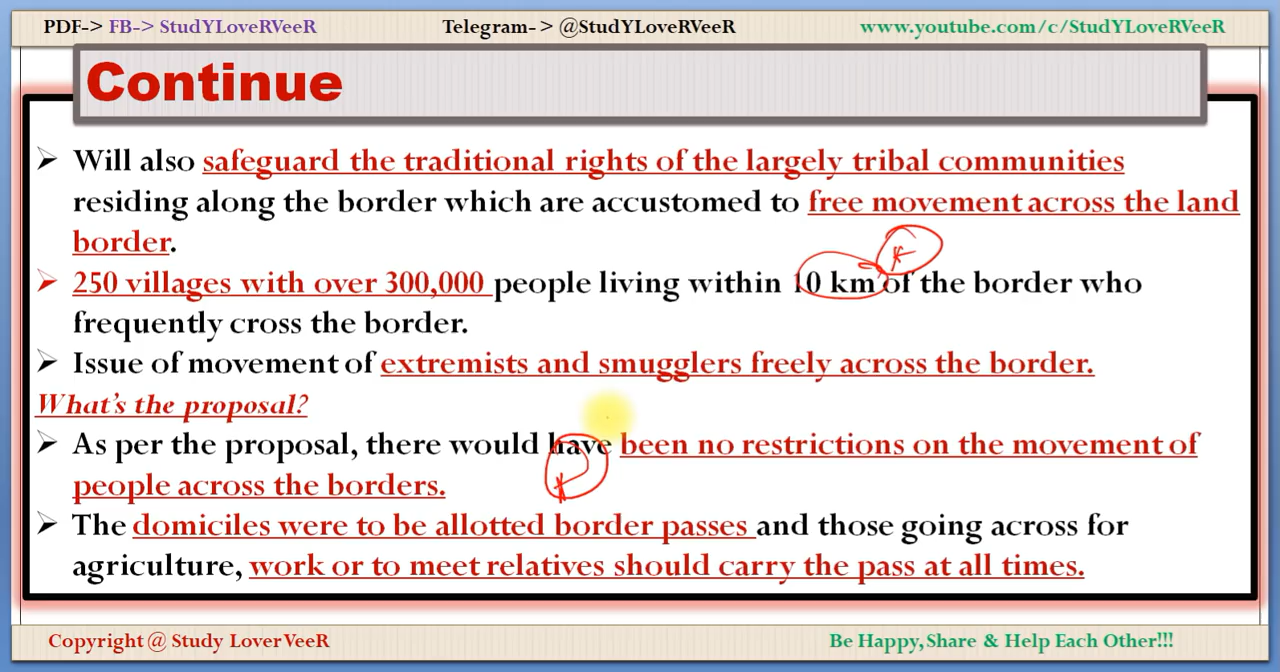 PDF-> FB-> StudYLoveRVeeR Telegram- > @StudYLoveRVeeR www.youtube.com/c/StudYLoveRVeeR
Continue
Will also safeguard the traditional rights of the largely tribal communities
residing along the border which are accustomed to free movement across the land
border.
250 villages with over 300,000 people living within 10 km of the border who
frequently cross the border.
Issue of movement of extremists and smugglers freely across the border.
What's the proposal?
As per the proposal, there would have been no restrictions on the movement of
people across the borders.
The domiciles were to be allotted border passes and those going across for
agriculture, work or to meet relatives should carry the pass at all times.
Copyright @ Study LoverVeeR Be Happy,Share & Help Each Other!!!